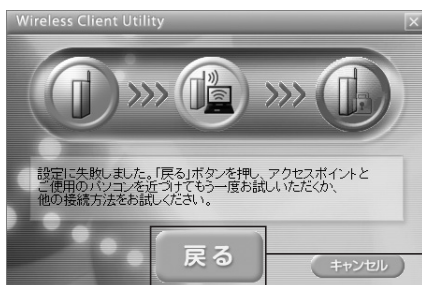 Wireless Client Utility
設定に失敗しました。「戻る」ボタンを押し、アクセスポイントと
ご使用のパソコンを近づけてもう一度お試しいただくか、
他の接続方法をお試しください。
戻る
キャンセル